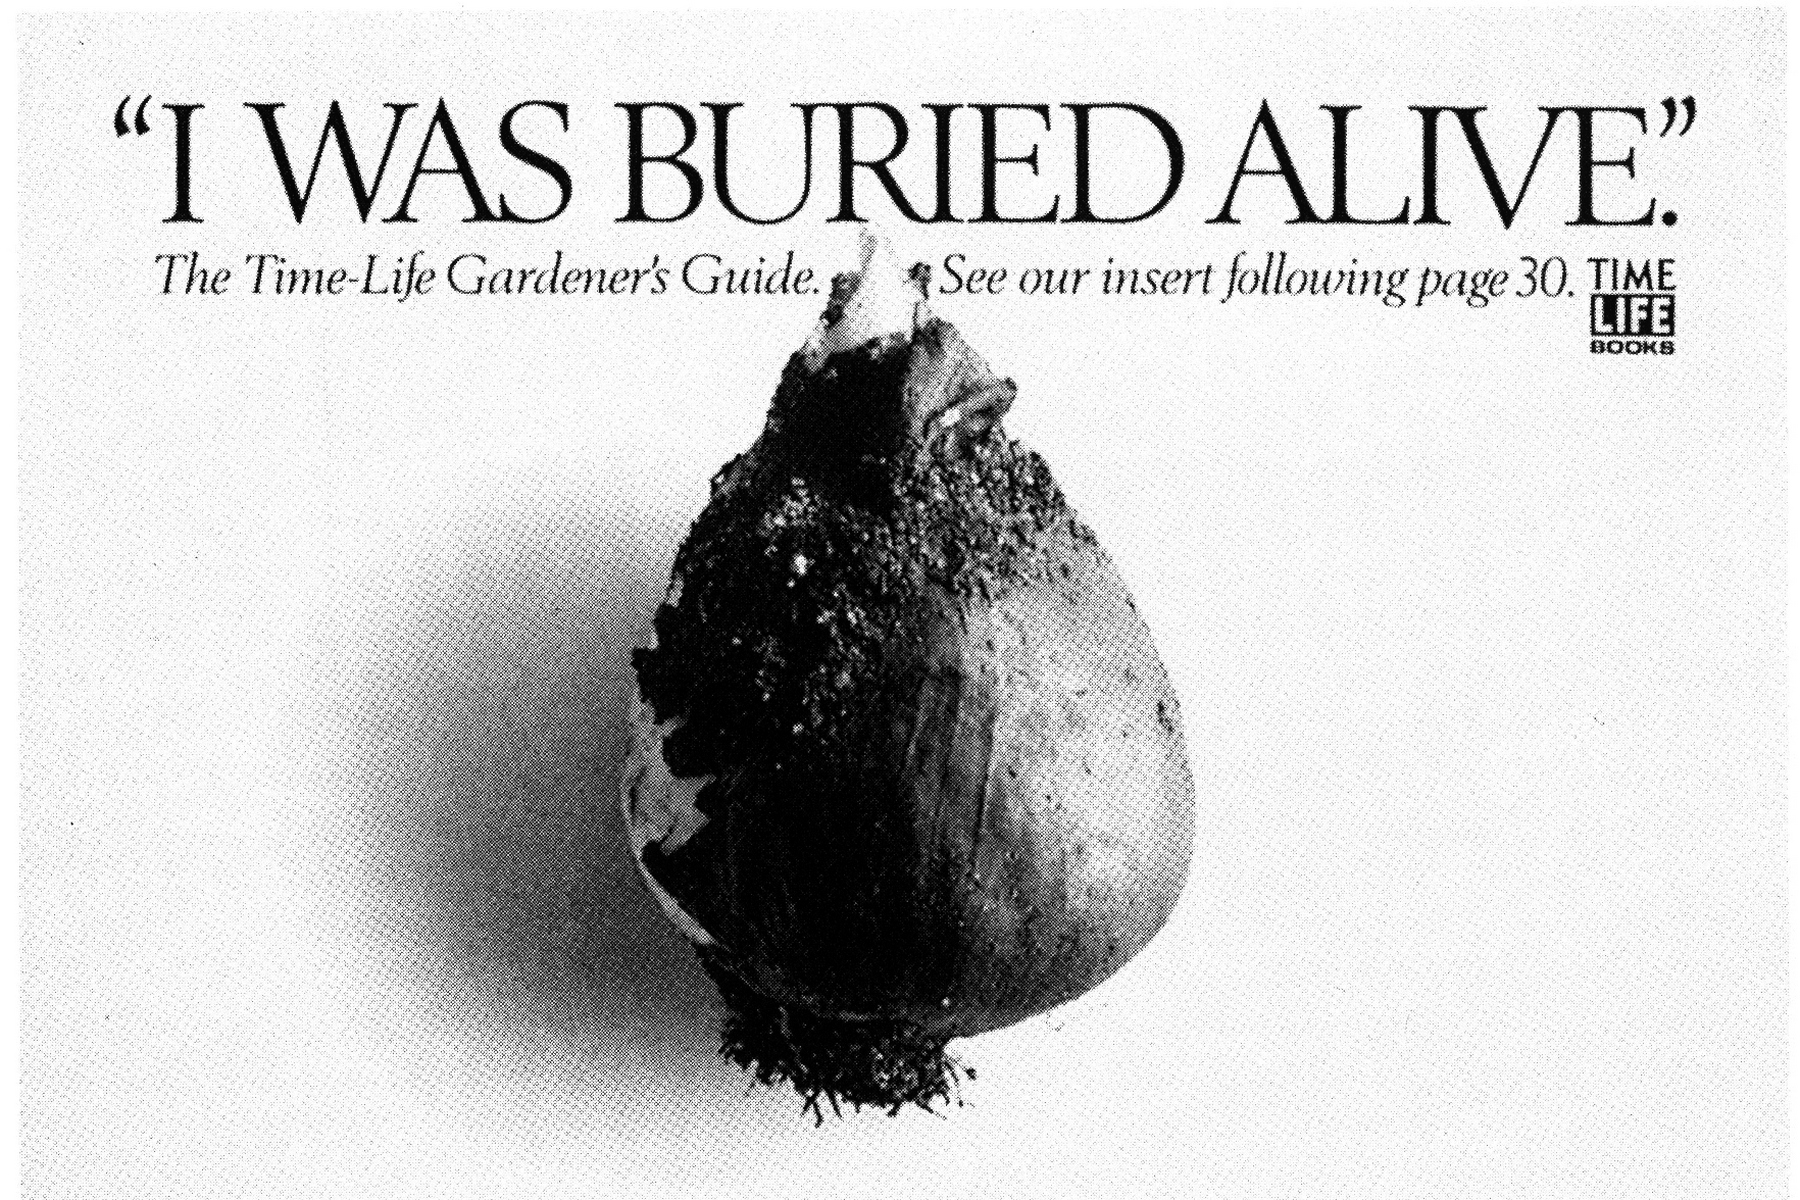 “I WAS BURIED ALIVE.”
The Time-Life Gardener's Guide. See our insert following page 30.
TIME
LIFE
BOOKS